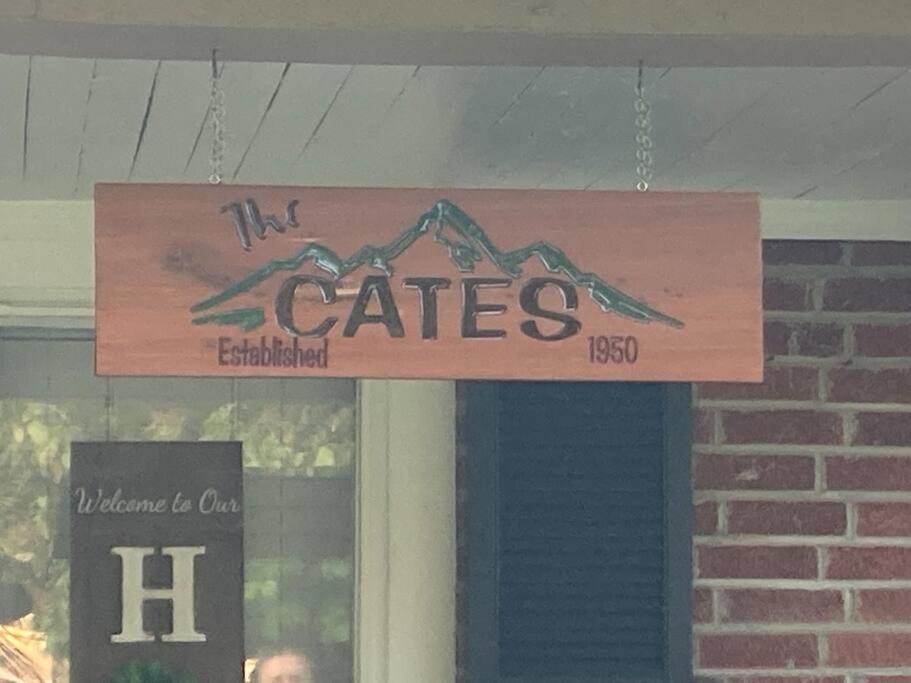 The
CATES
Established 1950
Welcome to Our
H